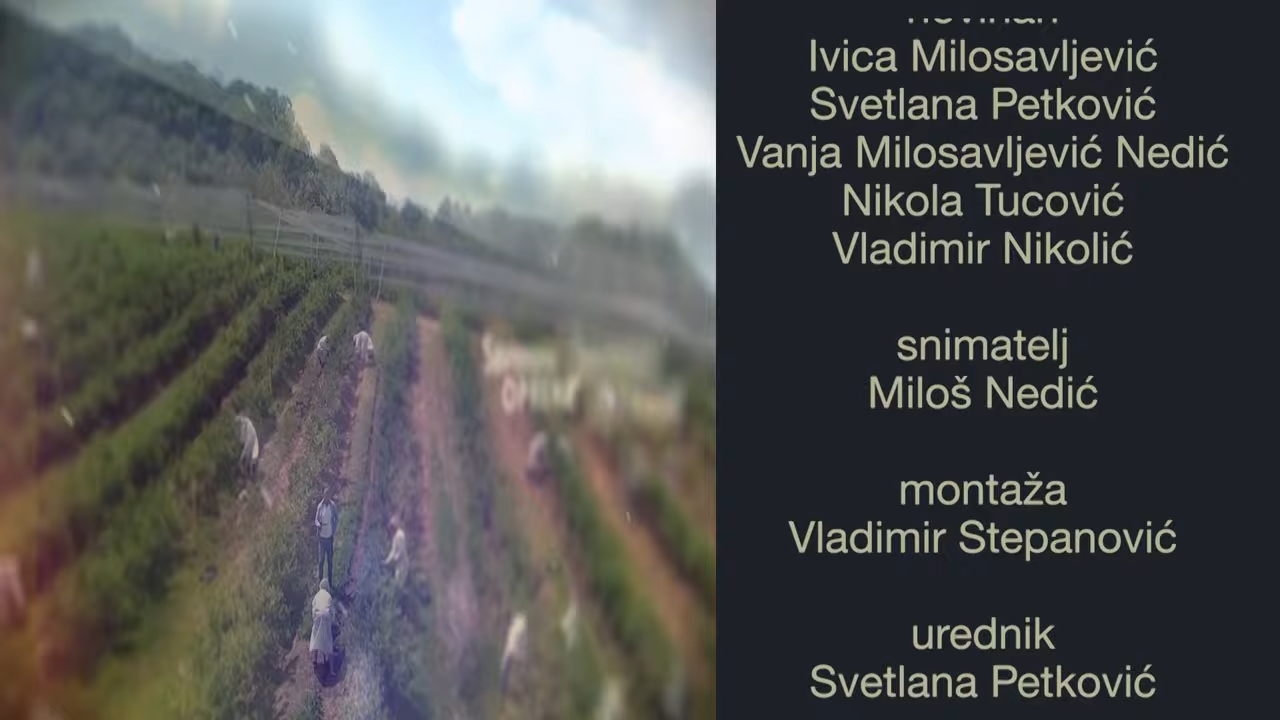 Ivica Milosavljević
Svetlana Petković
Vanja Milosavljević Nedić
Nikola Tucović
Vladimir Nikolić
snimatelj
Miloš Nedić
montaža
Vladimir Stepanović
urednik
Svetlana Petković